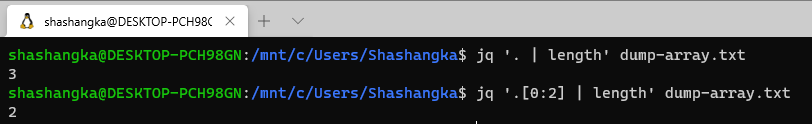 shashangka@DESKTOP-PCH98G
shashangka@DESKTOP-PCH98GN:/mnt/c/Users/Shashangka$ jq '. | length' dump-array.txt
3
shashangka@DESKTOP-PCH98GN:/mnt/c/Users/Shashangka$ jq '.[0:2] | length' dump-array.txt
2